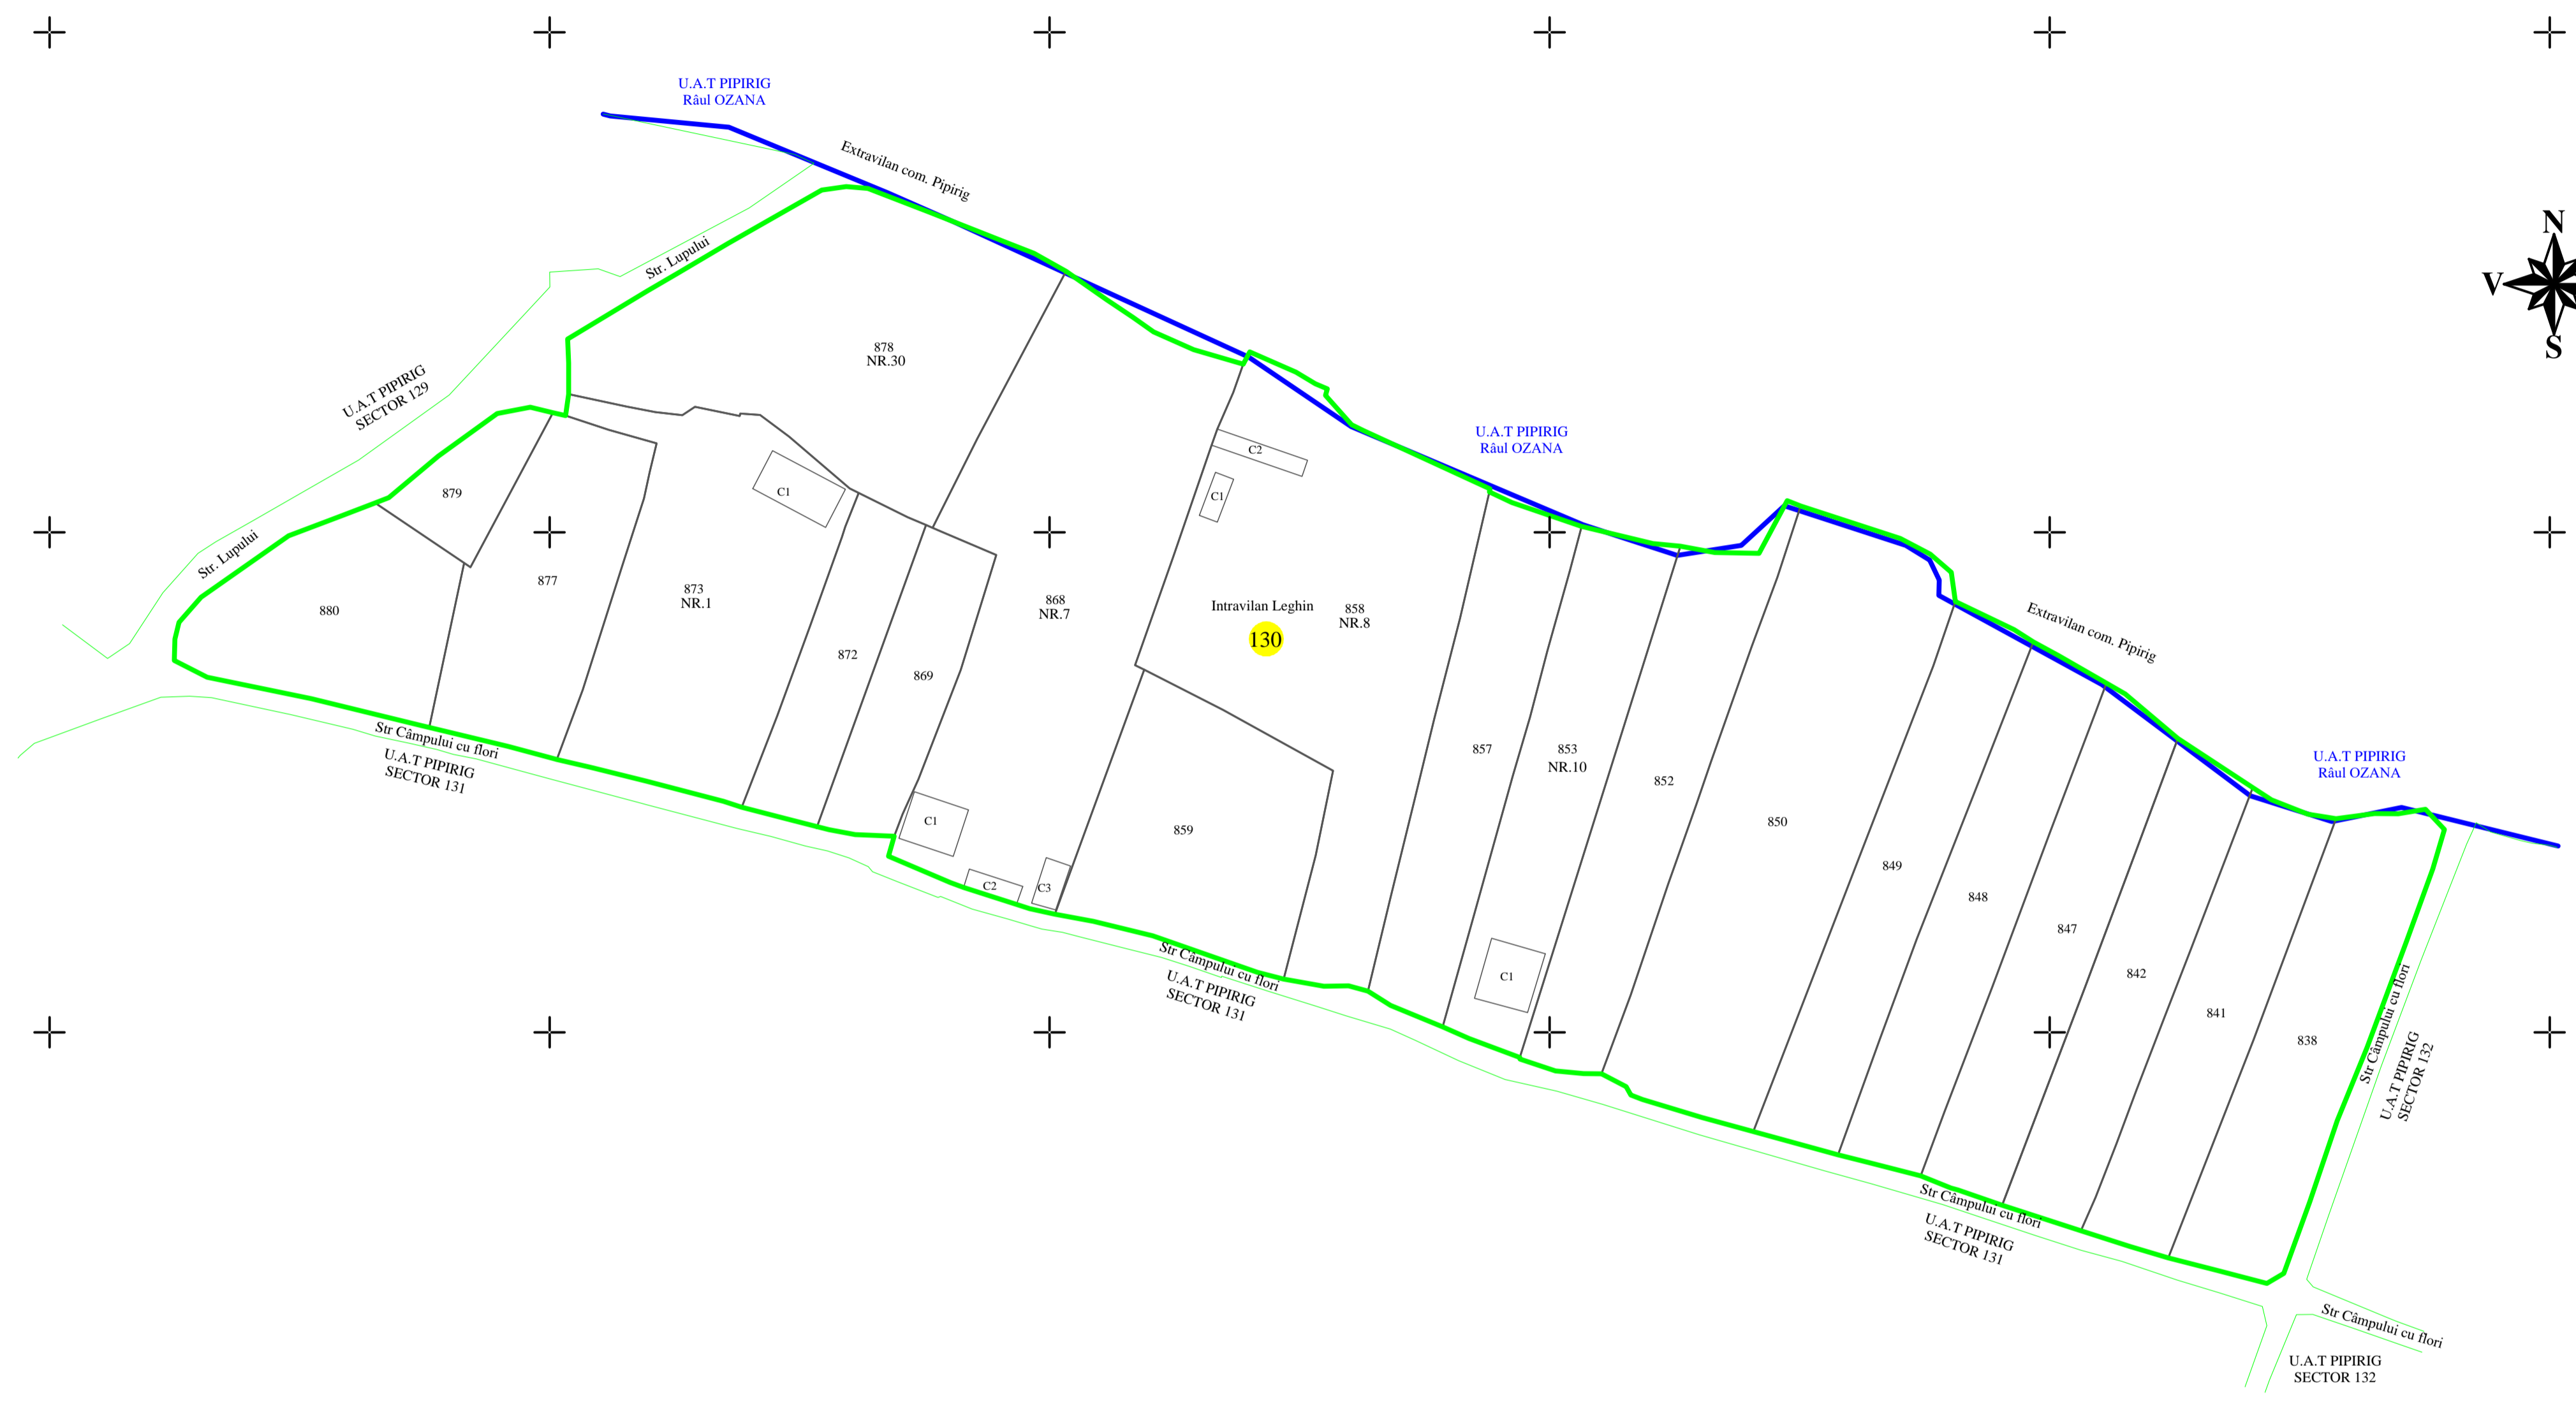 U.A.T PIPIRIG
Râul OZANA
Extravilan com. Pipirig
N
V
S
Str. Lupului
878
NR.30
U.A.T PIPIRIG
SECTOR 129
U.A.T PIPIRIG
Râul OZANA
C2
C1
C1
879
Str. Lupului
877
880
873
NR.1
868
NR.7
Intravilan Leghin
130
858
NR.8
Extravilan com. Pipirig
872
869
Str Câmpului cu flori
U.A.T PIPIRIG
SECTOR 131
857
853
NR.10
852
U.A.T PIPIRIG
Râul OZANA
C1
859
850
849
C2
C3
848
847
Str Câmpului cu flori
U.A.T PIPIRIG
SECTOR 131
C1
842
841
838
Str Câmpului cu flori
U.A.T PIPIRIG
SECTOR 132
Str Câmpului cu flori
U.A.T PIPIRIG
SECTOR 131
Str Câmpului cu flori
U.A.T PIPIRIG
SECTOR 132